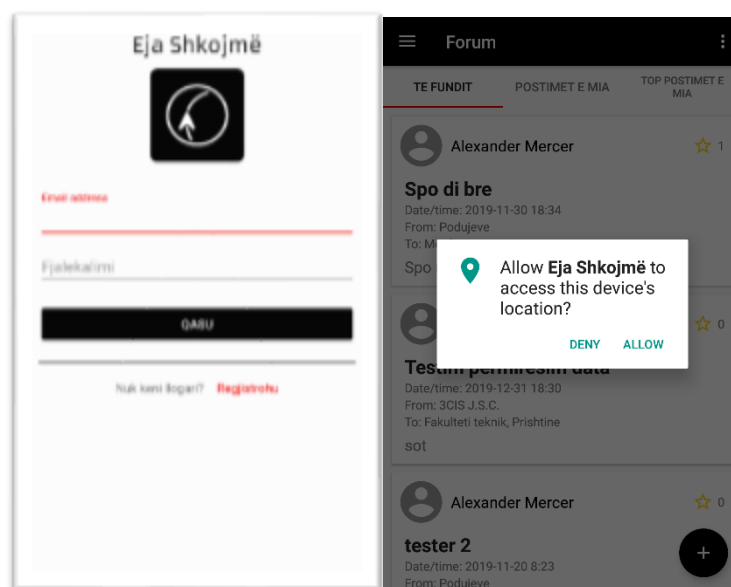 Eja Shkojmë
Email address
Fjalekalimi
QASU
Nuk keni llogari? Regjistrohu
Forum
TE FUNDIT
POSTIMET E MIA
TOP POSTIMET E
MIA
Alexander Mercer
1
Spo di bre
Date/time: 2019-11-30 18:34
From: Podujeve
To: M
Spo
Allow Eja Shkojmë to
access this device's
location?
DENY ALLOW
0
Testim permiresim data
Date/time: 2019-12-31 18:30
From: 3CIS J.S.C.
To: Fakulteti teknik, Prishtine
sot
Alexander Mercer
0
tester 2
Date/time: 2019-11-20 8:23
From: Podujeve
+